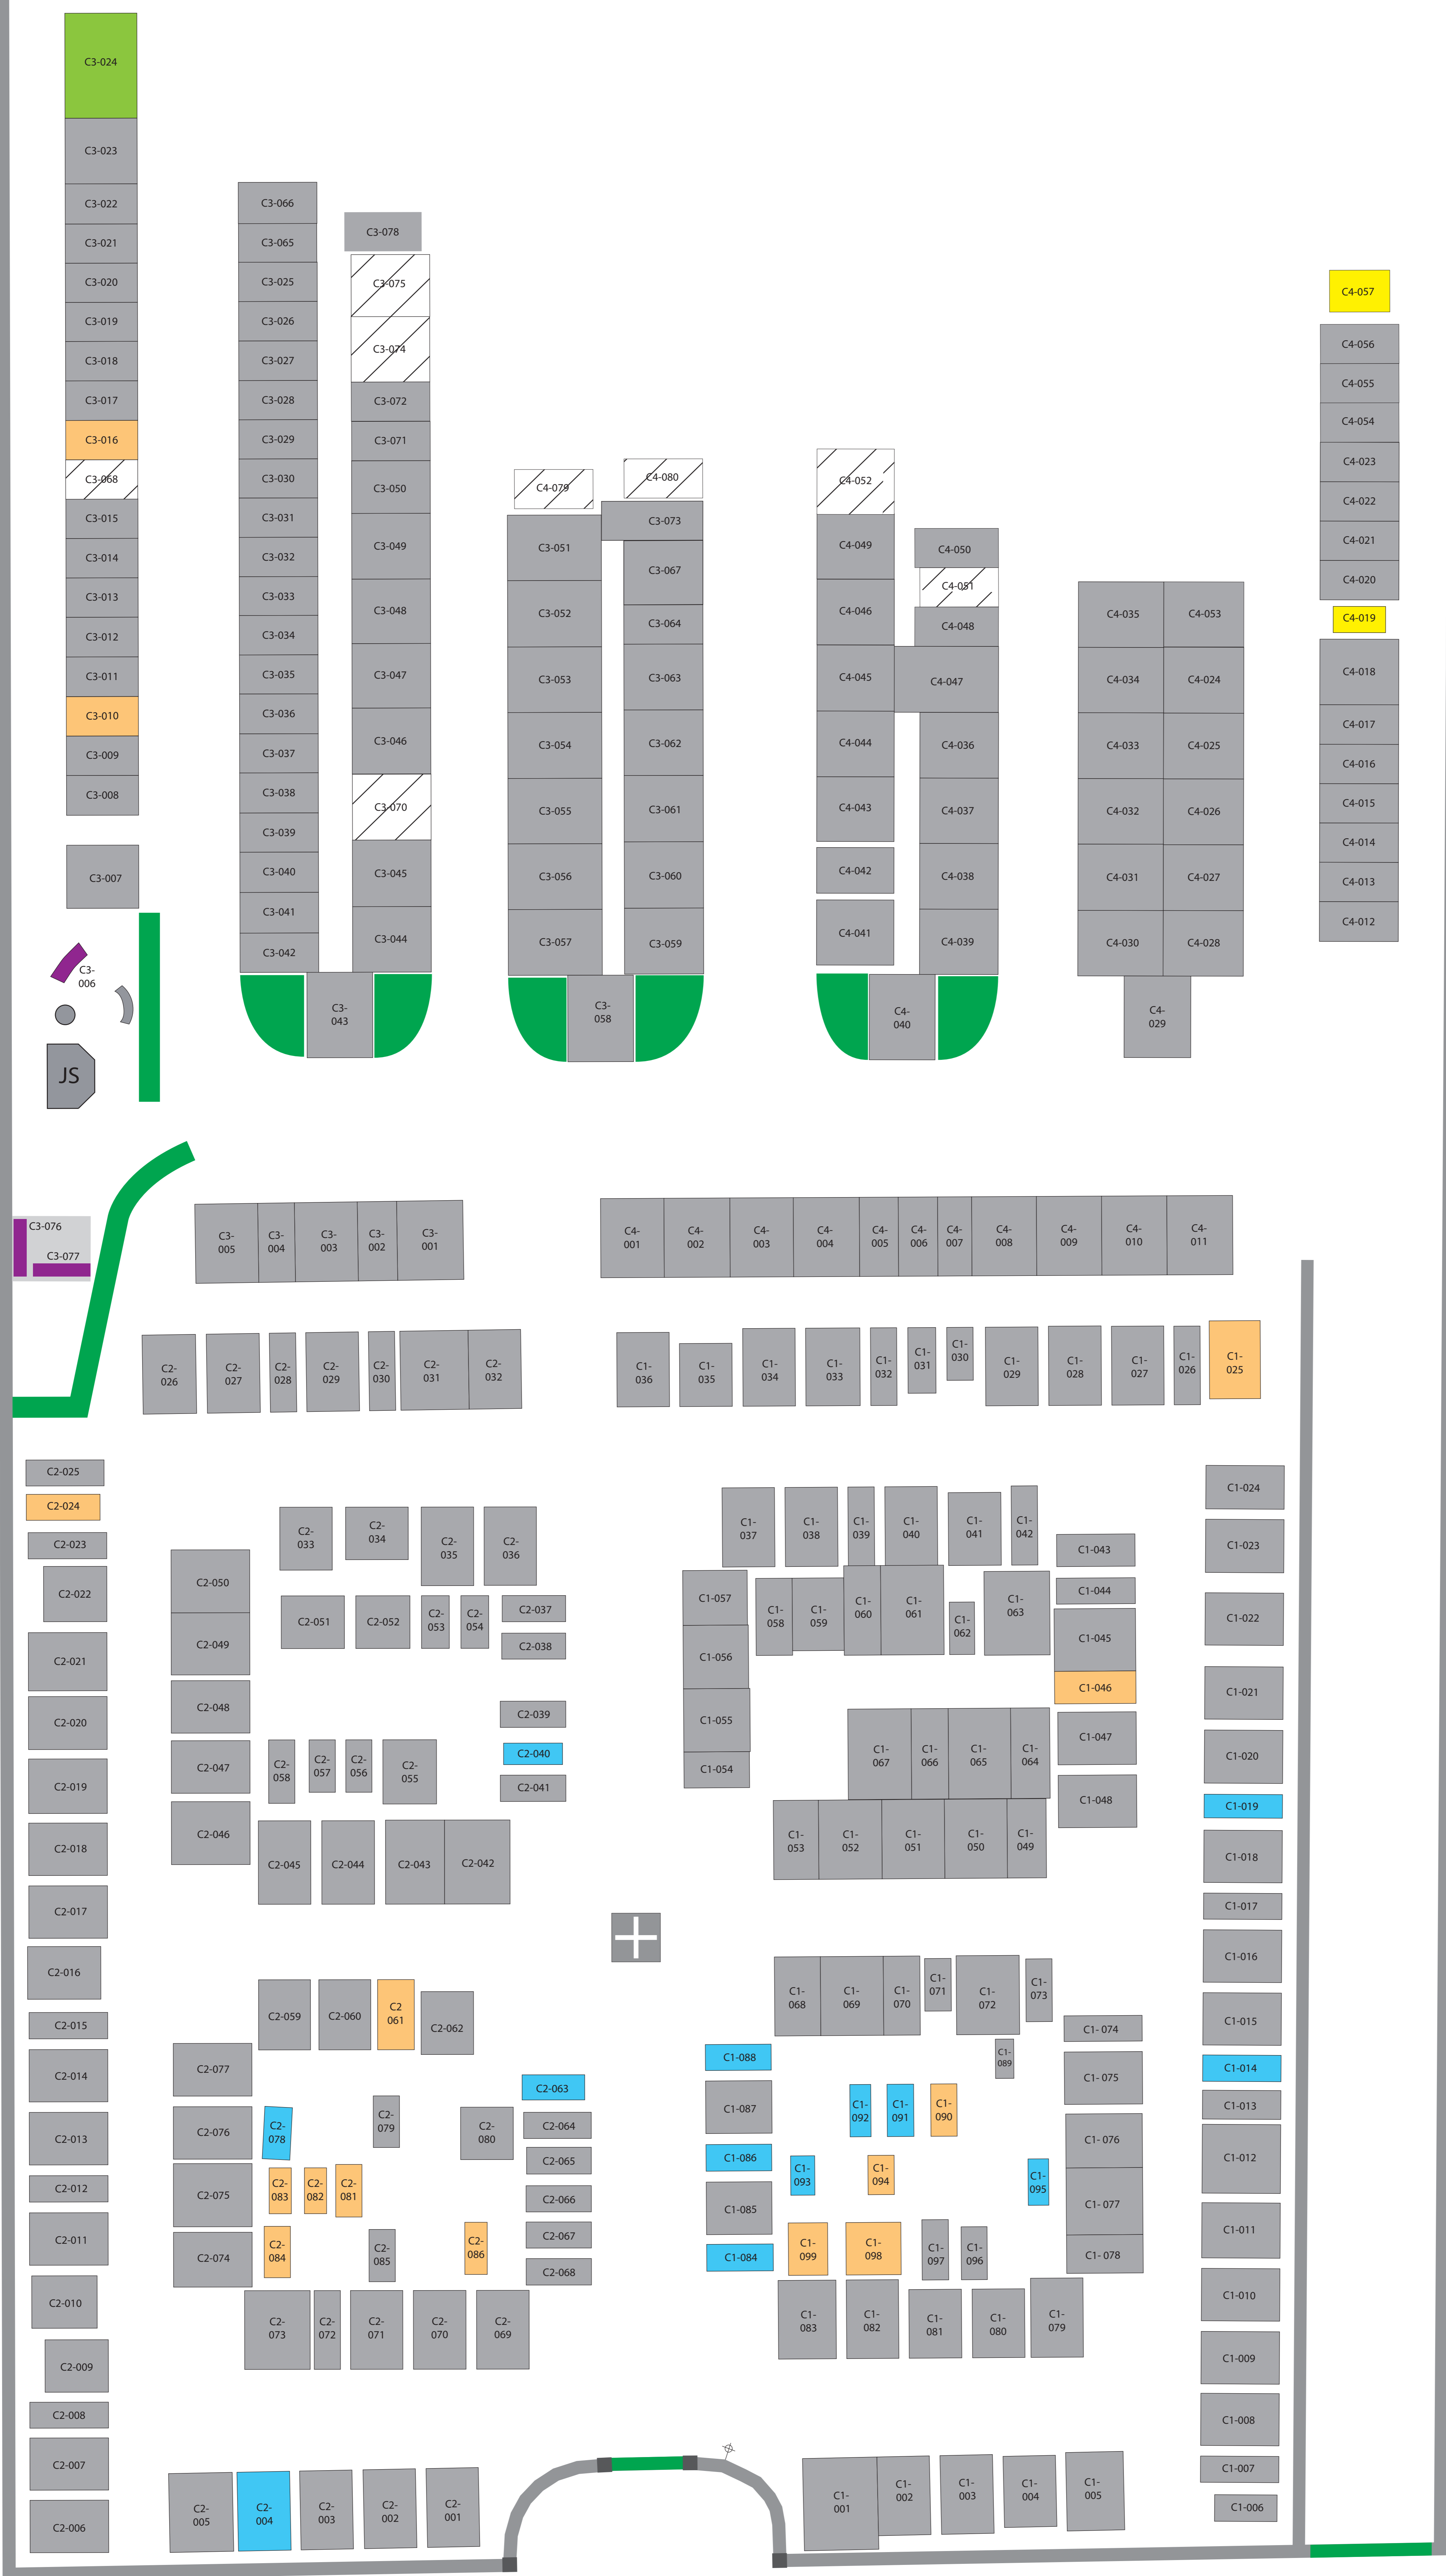 C3-024
C3-023
C3-022
C3-021
C3-020
C3-019
C3-018
C3-017
C3-016
C3-068
C3-015
C3-014
C3-013
C3-012
C3-011
C3-010
C3-009
C3-008
C3-007
C3-
006
JS
C3-076
C3-077
C3-066
C3-065
C3-025
C3-026
C3-027
C3-028
C3-029
C3-030
C3-031
C3-032
C3-033
C3-034
C3-035
C3-036
C3-037
C3-038
C3-039
C3-040
C3-041
C3-042
C3-
043
C3-078
C3-075
C3-074
C3-072
C3-071
C3-050
C3-049
C3-048
C3-047
C3-046
C3-070
C3-045
C3-044
C4-079
C3-051
C3-052
C3-053
C3-054
C3-055
C3-056
C3-057
C3-
058
C4-080
C3-073
C3-067
C3-064
C3-063
C3-062
C3-061
C3-060
C3-059
C4-052
C4-049
C4-046
C4-045
C4-044
C4-043
C4-042
C4-041
C4-
040
C4-050
C4-051
C4-048
C4-047
C4-036
C4-037
C4-038
C4-039
C4-035
C4-034
C4-033
C4-032
C4-031
C4-030
C4-053
C4-024
C4-025
C4-026
C4-027
C4-028
C4-
029
C4-057
C4-056
C4-055
C4-054
C4-023
C4-022
C4-021
C4-020
C4-019
C4-018
C4-017
C4-016
C4-015
C4-014
C4-013
C4-012
C3-
005
C3-
004
C3-
003
C3-
002
C3-
001
C4-
001
C4-
002
C4-
003
C4-
004
C4-
005
C4-
006
C4-
007
C4-
008
C4-
009
C4-
010
C4-
011
C2-
026
C2-
027
C2-
028
C2-
029
C2-
030
C2-
031
C2-
032
C1-
036
C1-
035
C1-
034
C1-
033
C1-
032
C1-
031
C1-
030
C1-
029
C1-
028
C1-
027
C1-
026
C1-
025
C2-025
C2-024
C2-023
C2-022
C2-021
C2-020
C2-019
C2-018
C2-017
C2-016
C2-015
C2-014
C2-013
C2-012
C2-011
C2-010
C2-009
C2-008
C2-007
C2-006
C2-
033
C2-
034
C2-
035
C2-
036
C2-050
C2-049
C2-048
C2-047
C2-046
C2-051
C2-052
C2-
053
C2-
054
C2-037
C2-038
C2-039
C2-040
C2-041
C2-
058
C2-
057
C2-
056
C2-
055
C2-045
C2-044
C2-043
C2-042
C1-
037
C1-
038
C1-
039
C1-
040
C1-
041
C1-
042
C1-043
C1-044
C1-045
C1-046
C1-047
C1-048
C1-057
C1-056
C1-055
C1-054
C1-
058
C1-
059
C1-
060
C1-
061
C1-
062
C1-
063
C1-
067
C1-
066
C1-
065
C1-
064
C1-
053
C1-
052
C1-
051
C1-
050
C1-
049
C1-024
C1-023
C1-022
C1-021
C1-020
C1-019
C1-018
C1-017
C1-016
C1-015
C1-014
C1-013
C1-012
C1-011
C1-010
C1-009
C1-008
C1-007
C1-006
C2-059
C2-060
C2
061
C2-062
C2-077
C2-076
C2-075
C2-074
C2-
078
C2-
079
C2-
080
C2-063
C2-064
C2-065
C2-066
C2-067
C2-068
C2-
083
C2-
082
C2-
081
C2-
084
C2-
085
C2-
086
C2-
073
C2-
072
C2-
071
C2-
070
C2-
069
C1-
068
C1-
069
C1-
070
C1-
071
C1-
072
C1-
073
C1- 074
C1- 075
C1- 076
C1- 077
C1- 078
C1-
089
C1-088
C1-087
C1-086
C1-085
C1-084
C1-
092
C1-
091
C1-
090
C1-
093
C1-
094
C1-
095
C1-
099
C1-
098
C1-
097
C1-
096
C1-
083
C1-
082
C1-
081
C1-
080
C1-
079
C2-
005
C2-
004
C2-
003
C2-
002
C2-
001
C1-
001
C1-
002
C1-
003
C1-
004
C1-
005